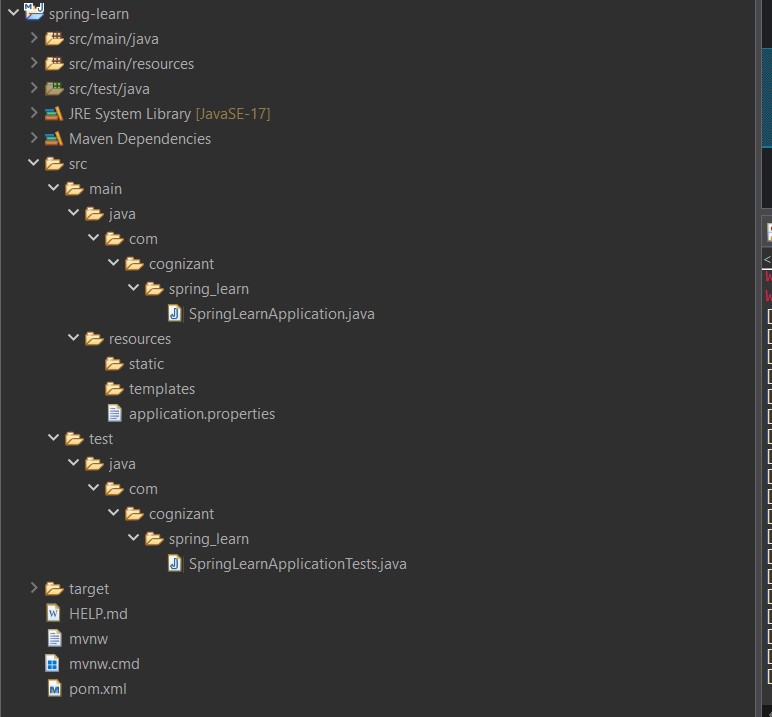 spring-learn
src/main/java
src/main/resources
src/test/java
JRE System Library [JavaSE-17]
Maven Dependencies
src
main
java
com
cognizant
spring_learn
SpringLearnApplication.java
resources
static
templates
application.properties
test
java
com
cognizant
spring_learn
SpringLearnApplicationTests.java
target
HELP.md
mvnw
mvnw.cmd
pom.xml